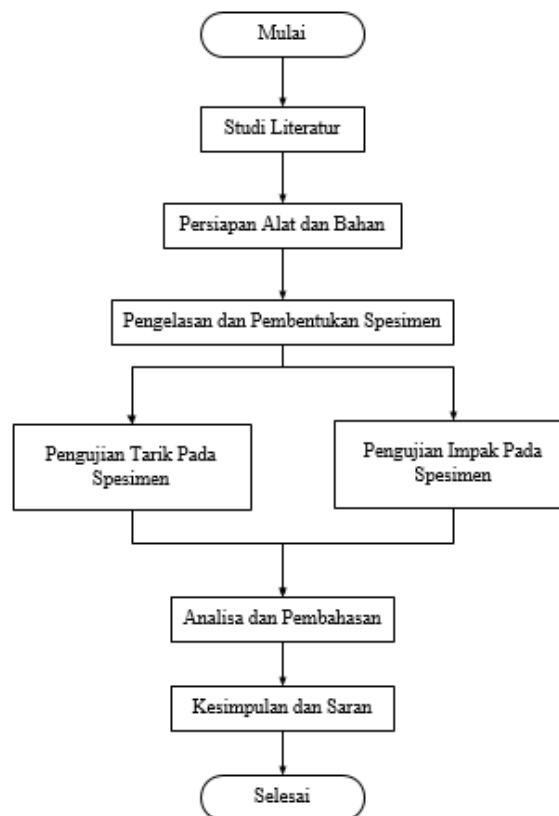 Mulai
Studi Literatur
Persiapan Alat dan Bahan
Pengelasan dan Pembentukan Spesimen
Pengujian Tarik Pada
Spesimen
Pengujian Impak Pada
Spesimen
Analisa dan Pembahasan
Kesimpulan dan Saran
Selesai